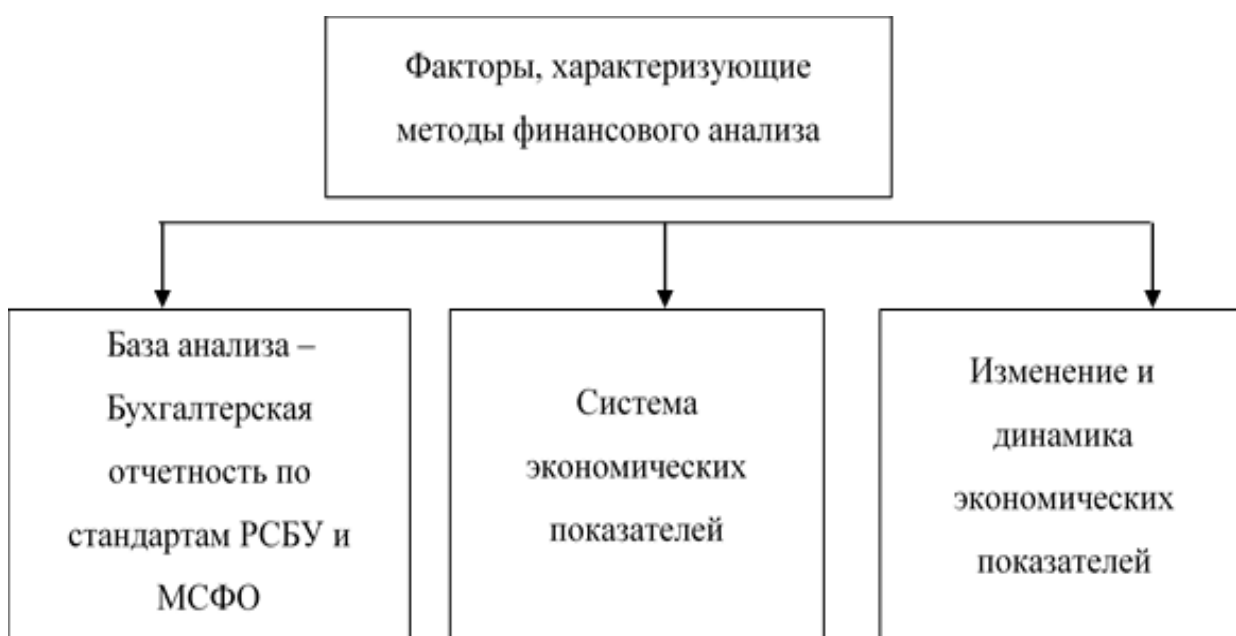 Факторы, характеризующие
методы финансового анализа
База анализа –
Бухгалтерская
отчетность по
стандартам РСБУ и
МСФО
Система
экономических
показателей
Изменение и
динамика
экономических
показателей